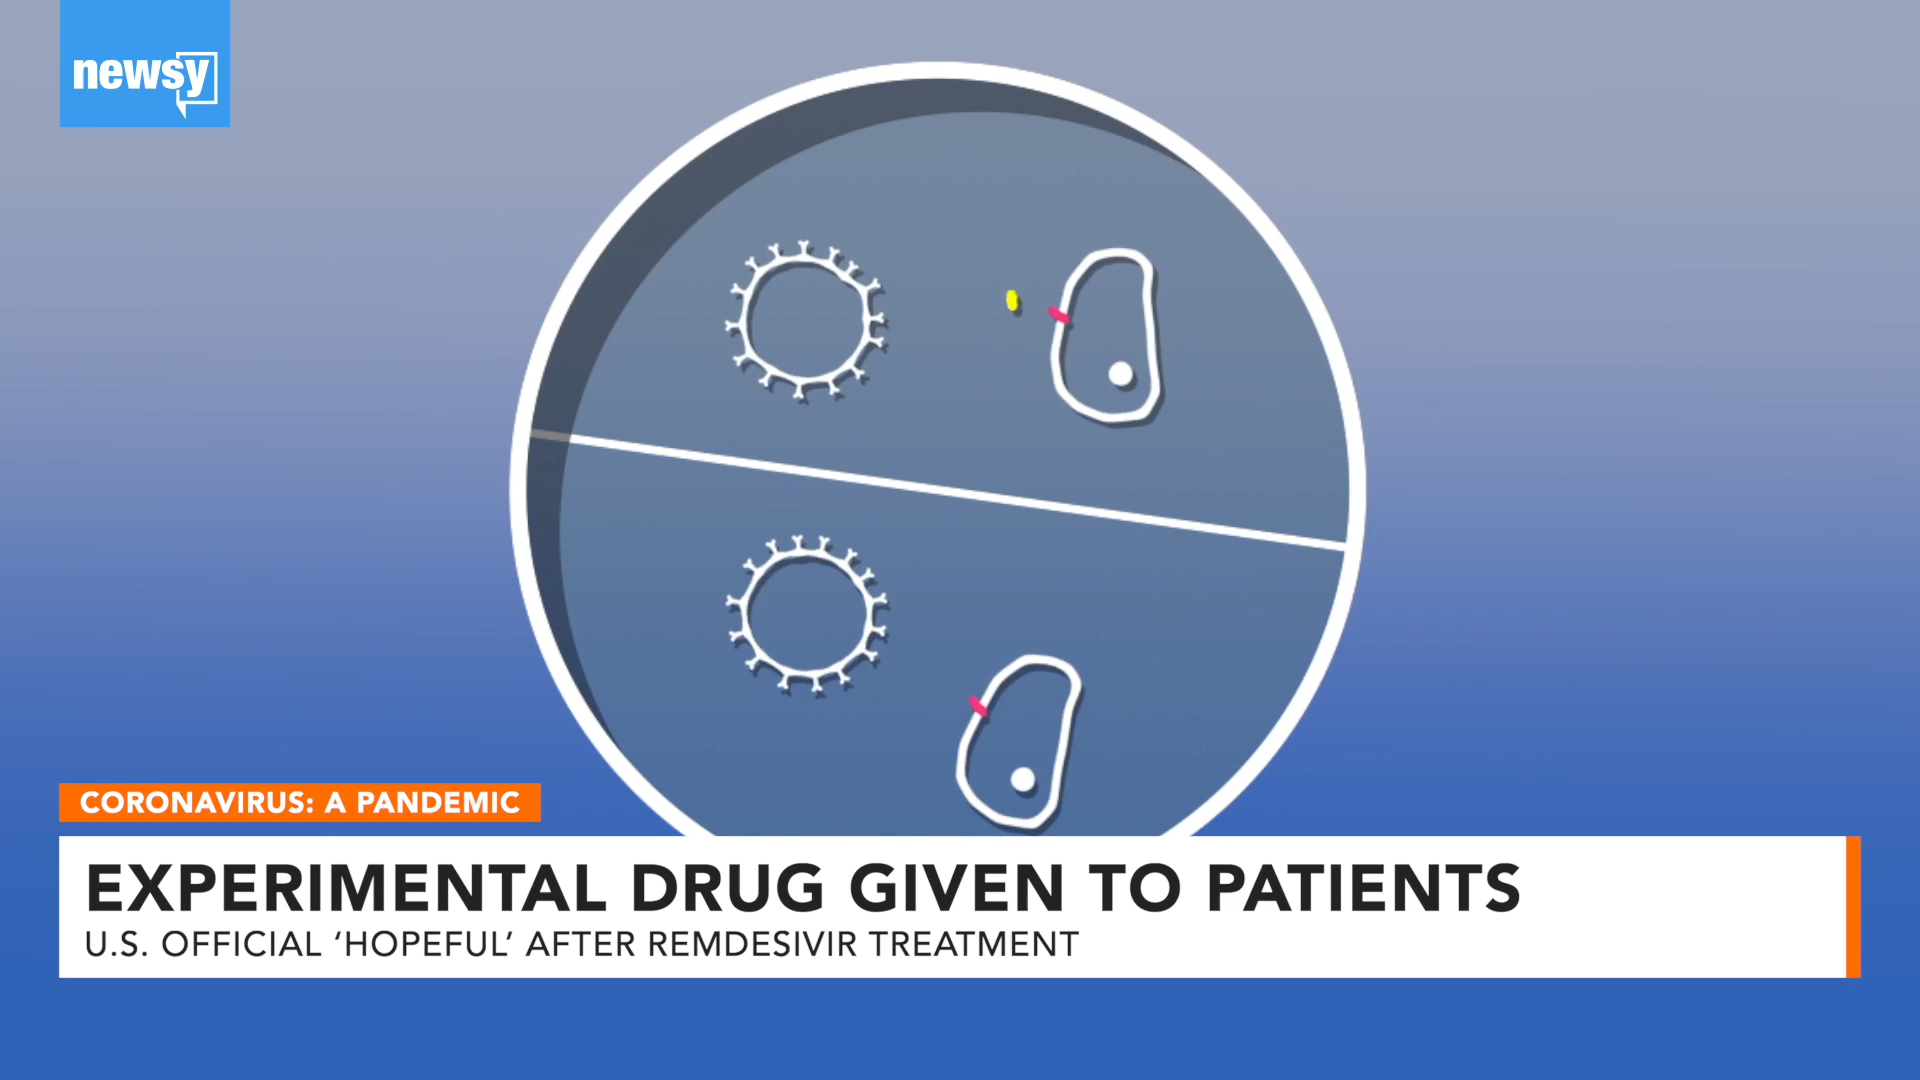 newsy
CORONAVIRUS: A PANDEMIC
EXPERIMENTAL DRUG GIVEN TO PATIENTS
U.S. OFFICIAL ‘HOPEFUL’ AFTER REMDESIVIR TREATMENT